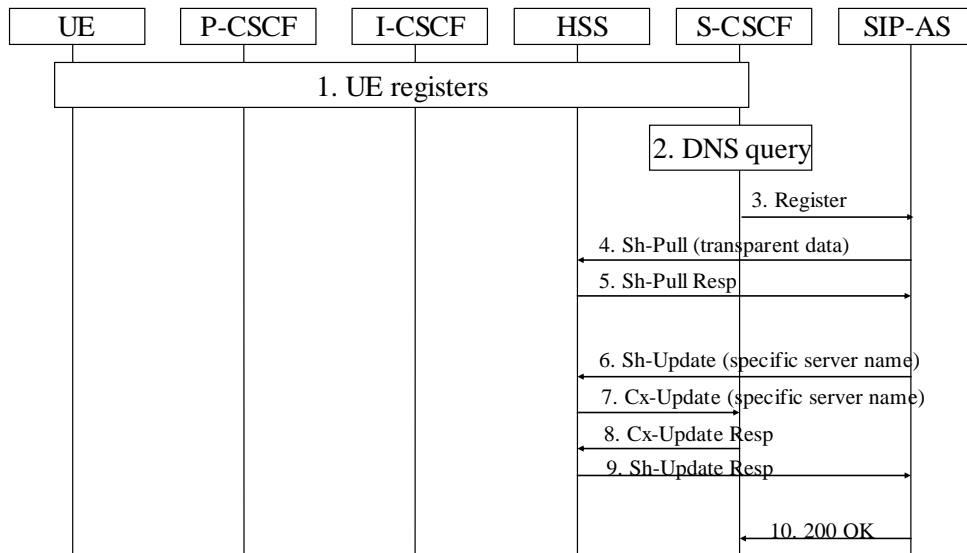 UE
P-CSCF
I-CSCF
HSS
S-CSCF
SIP-AS
1. UE registers
2. DNS query
3. Register
4. Sh-Pull (transparent data)
5. Sh-Pull Resp
6. Sh-Update (specific server name)
7. Cx-Update (specific server name)
8. Cx-Update Resp
9. Sh-Update Resp
10. 200 OK